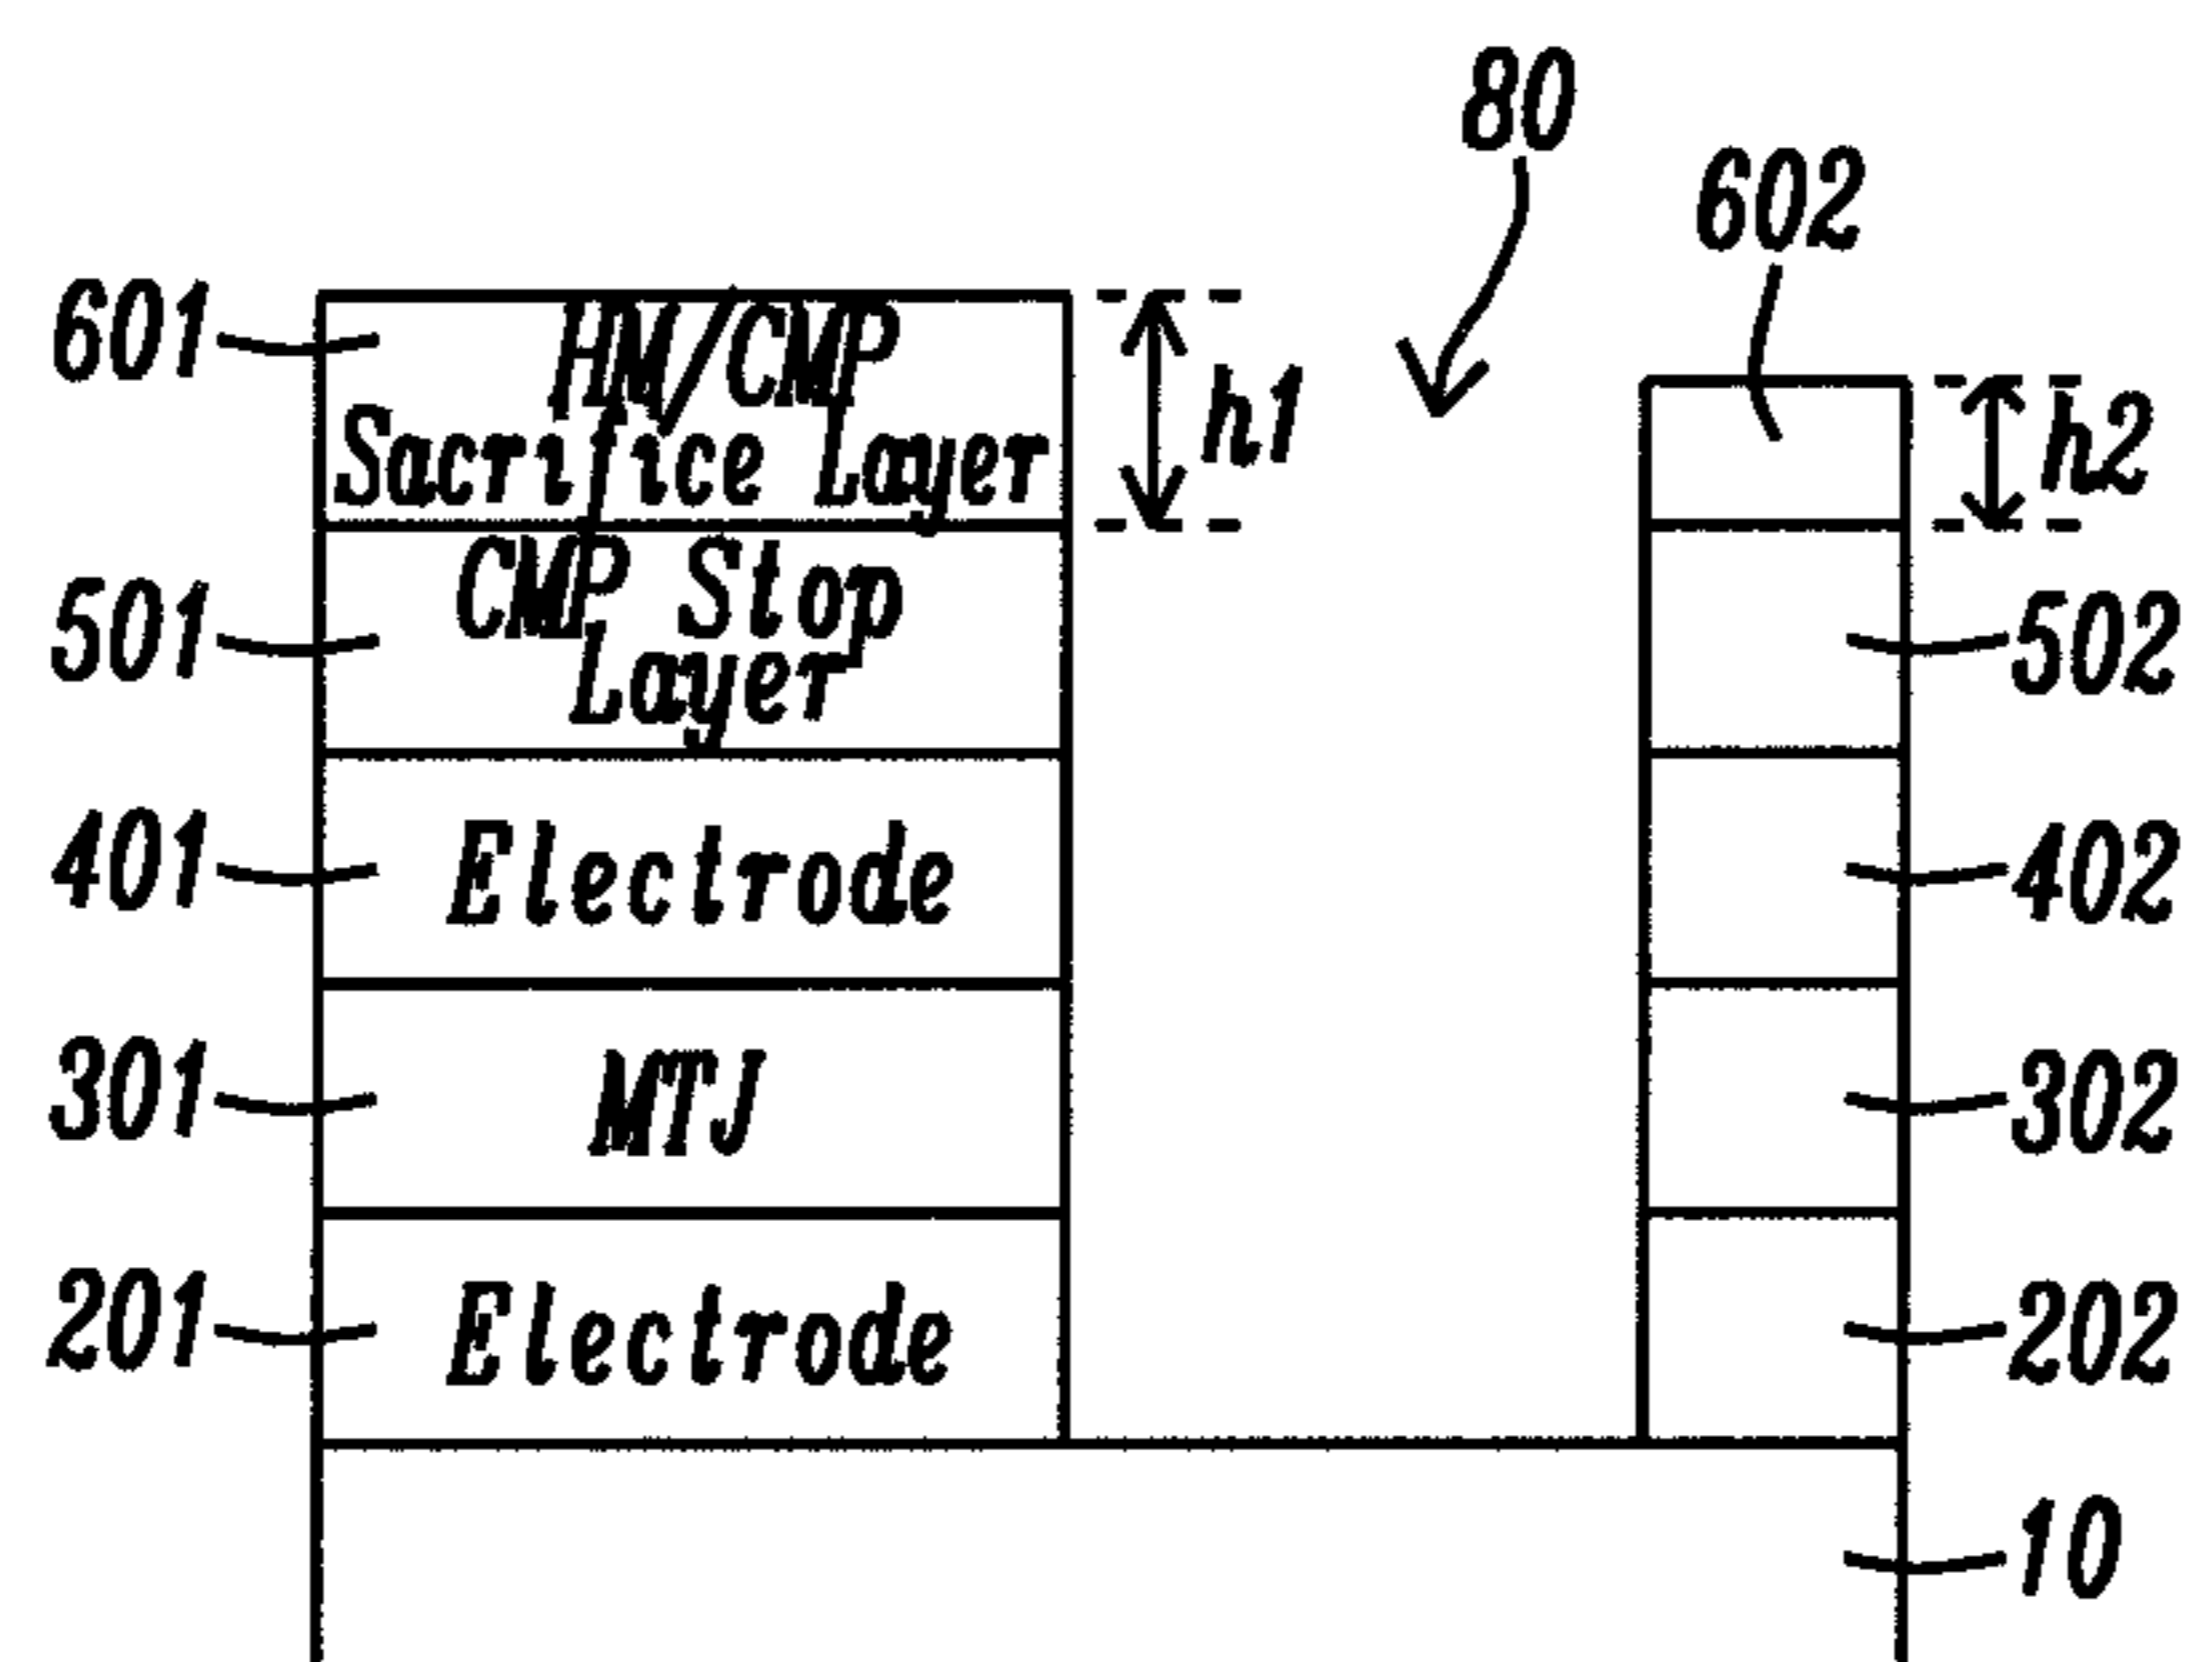 80
602
601
HM/CMP
Sacrifice Layer
h1
h2
501
CMP Stop
Layer
502
401
Electrode
402
301
MTJ
302
201
Electrode
202
10